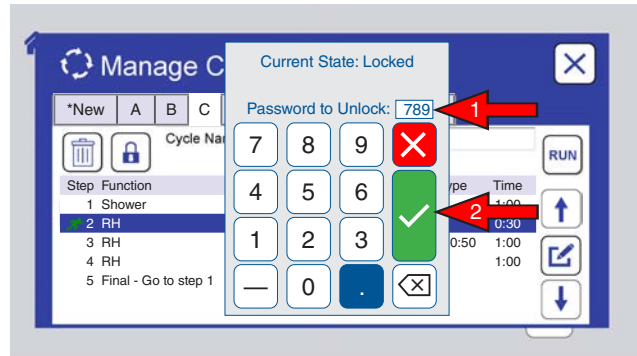 Manage C
Current State: Locked
*New A B C
Password to Unlock: 789
1
Cycle Nar
7 8 9
RUN
Step Function
Time
4 5 6
2
1 Shower
1:00
2 RH
0:30
1 2 3
3 RH
0:50 1:00
4 RH
1:00
5 Final - Go to step 1
— 0 .